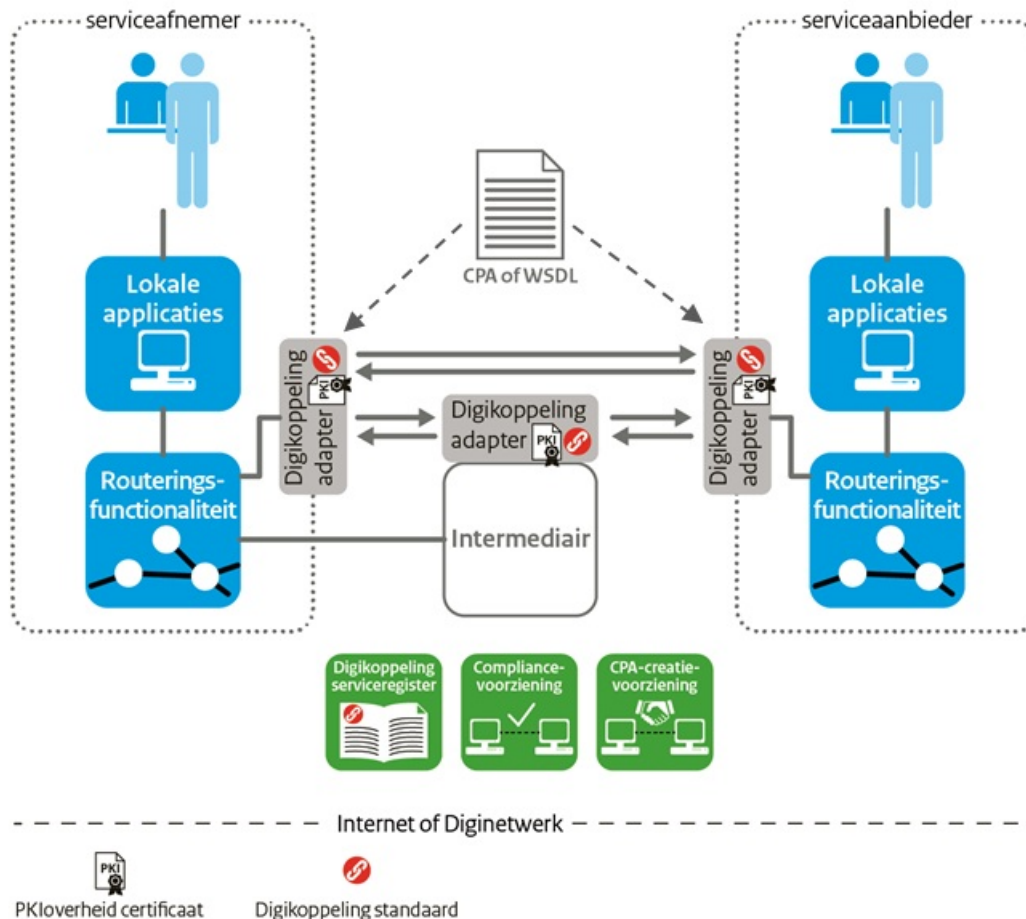 serviceafnemer
serviceaanbieder
CPA of WSDL
Lokale
applicaties
Lokale
applicaties
Digikoppeling
adapter
PKI
Digikoppeling
adapter
PKI
Digikoppeling
adapter
PKI
Routerings-
functionaliteit
Intermediair
Routerings-
functionaliteit
Digikoppeling
serviceregister
Compliance-
voorziening
CPA-creatie-
voorziening
Internet of Diginetwerk
PKI
PKIoverheid certificaat
Digikoppeling standaard